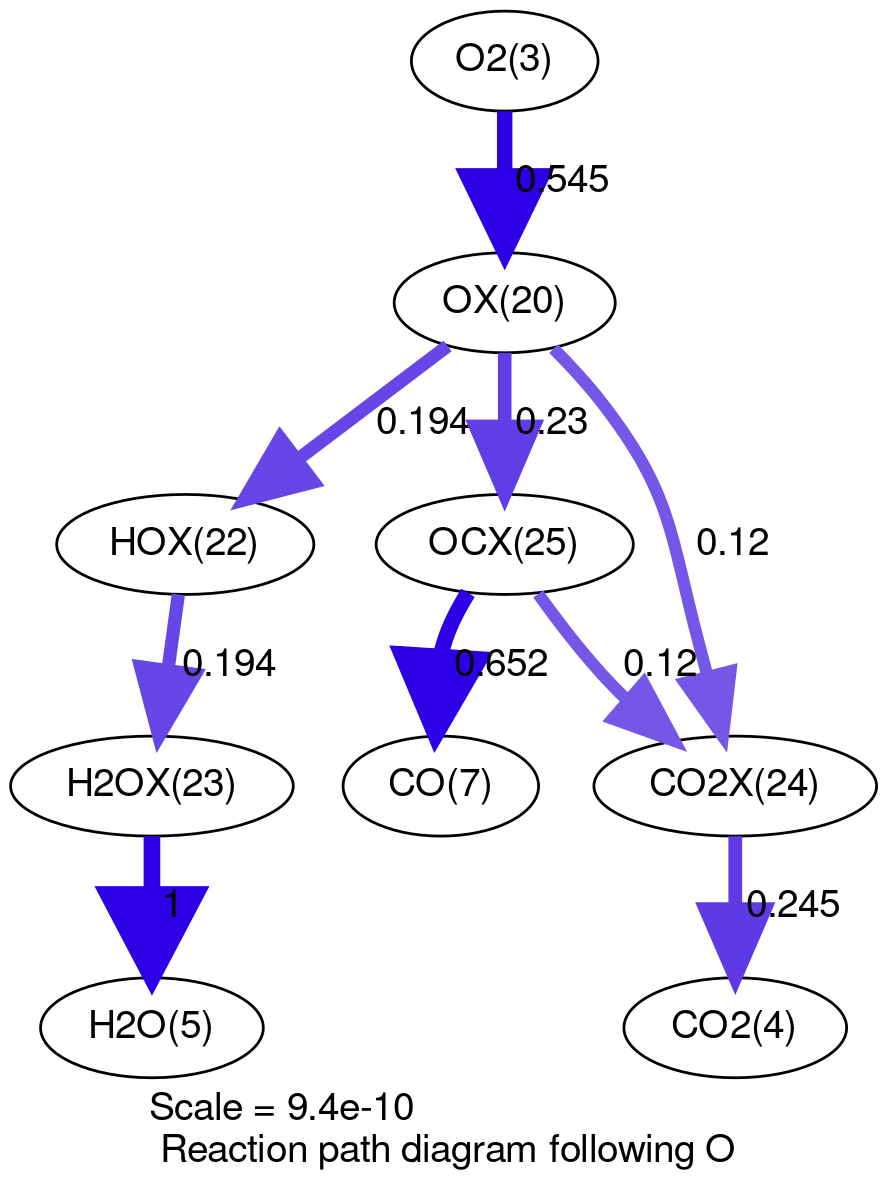 O2(3)
0.545
OX(20)
0.194
0.23
0.12
HOX(22)
OCX(25)
0.194
0.652
0.12
H2OX(23)
CO(7)
CO2X(24)
1
0.245
H2O(5)
CO2(4)
Scale = 9.4e-10
Reaction path diagram following O